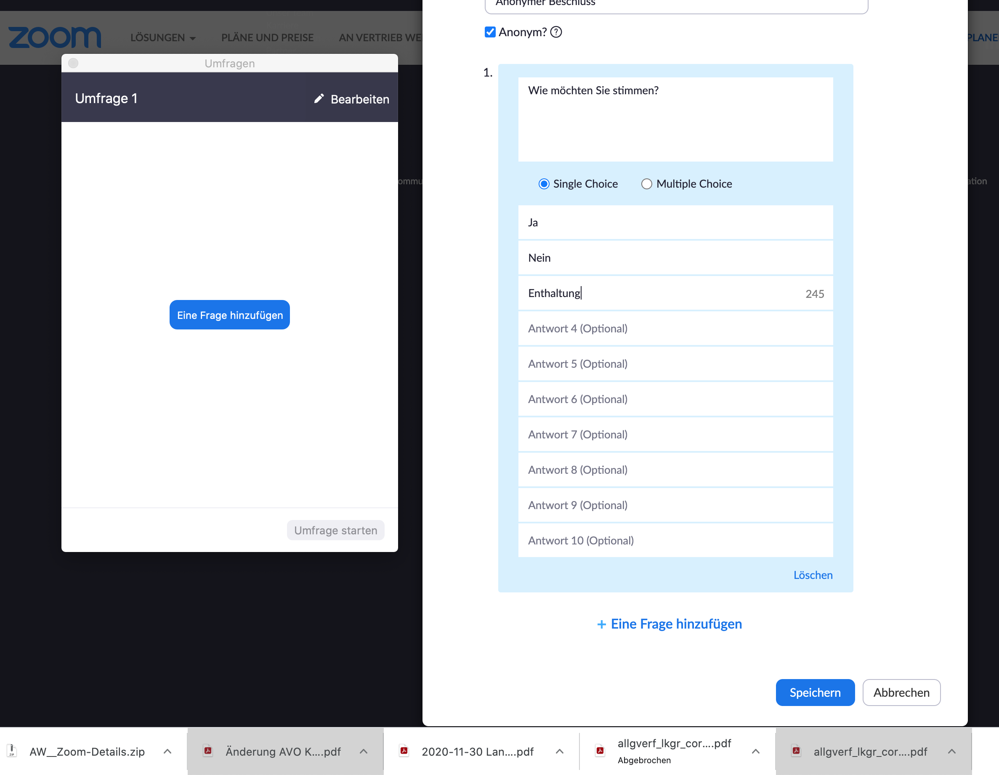 zoom
LÖSUNGEN
PLÄNE UND PREISE
AN VERTRIEB WE
PLANE
Umfragen
Umfrage 1
Bearbeiten
Eine Frage hinzufügen
Umfrage starten
ommu
ation
Anonymer Beschluss
Anonym?
1.
Wie möchten Sie stimmen?
Single Choice
Multiple Choice
Ja
Nein
Enthaltung
245
Antwort 4 (Optional)
Antwort 5 (Optional)
Antwort 6 (Optional)
Antwort 7 (Optional)
Antwort 8 (Optional)
Antwort 9 (Optional)
Antwort 10 (Optional)
Löschen
+ Eine Frage hinzufügen
Speichern
Abbrechen
ZIP
AW__Zoom-Details.zip
Änderung AVO K....pdf
2020-11-30 Lan....pdf
allgverf_lkgr_cor....pdf
Abgebrochen
allgverf_lkgr_cor....pdf